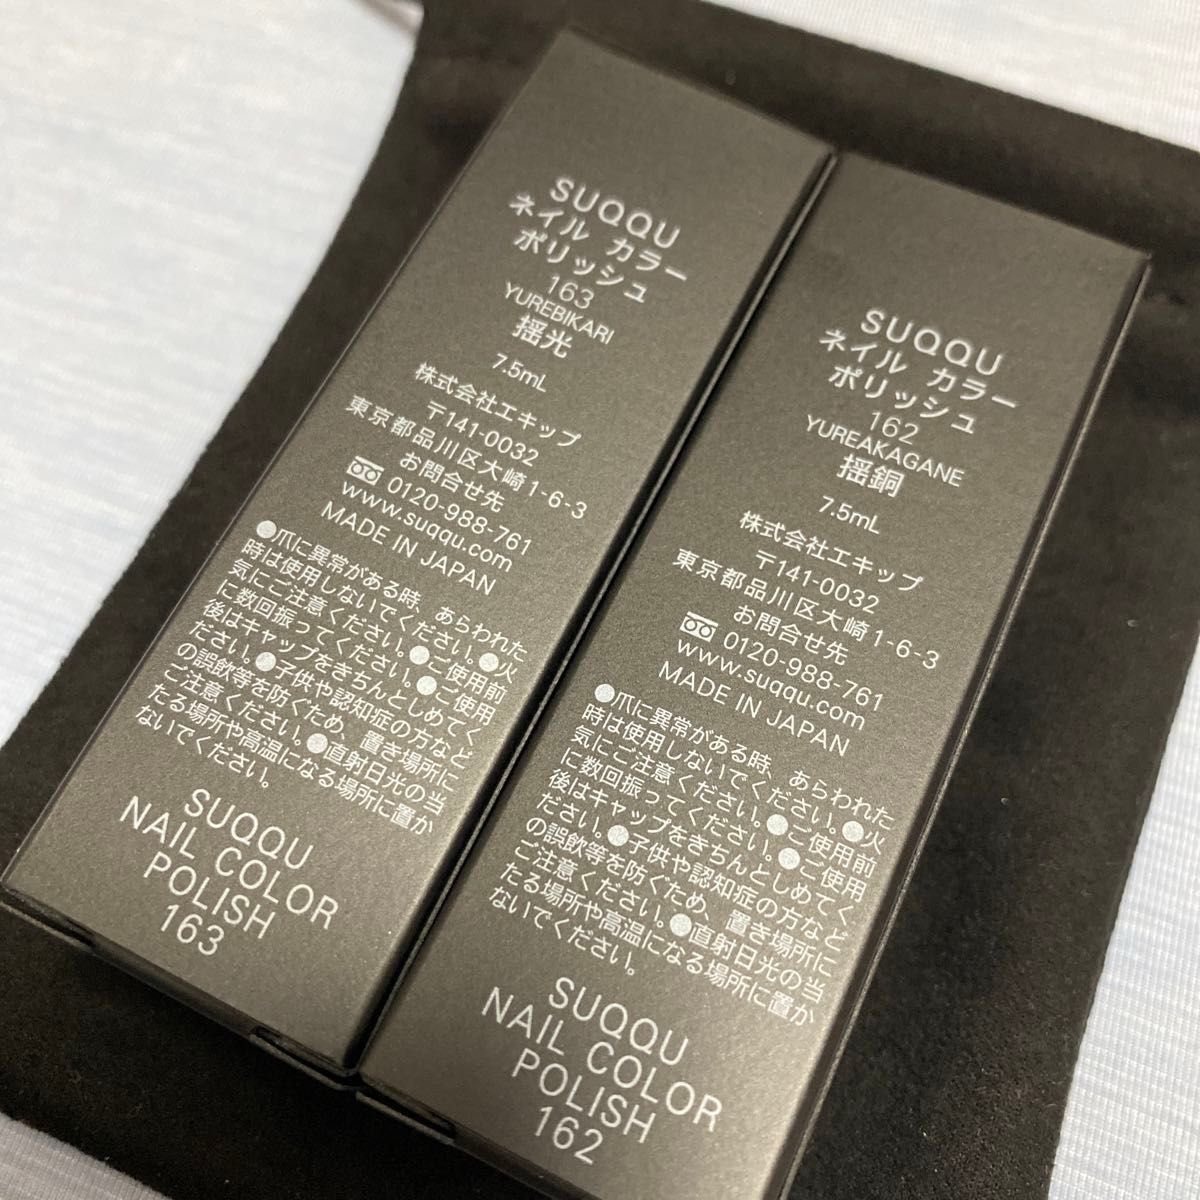 SUQQU
ネイル カラー
ポリッシュ
163
YUREBIKARI
揺光
7.5mL
株式会社エキップ
〒141-0032
東京都品川区大崎1-6-3
お問合せ先
0120-988-761
www.suqqu.com
MADE IN JAPAN
●爪に異常がある時、あらわれた
時は使用しないでください。●火
気にご注意ください。●ご使用前
に数回振ってください。●ご使用
後はキャップをきちんとしめてく
ださい。●子供や認知症の方など
の誤飲等を防ぐため、置き場所に
ご注意ください。●直射日光の当
たる場所や高温になる場所に置か
ないでください。
SUQQU
NAIL COLOR
POLISH
163
SUQQU
ネイル カラー
ポリッシュ
162
YUREAKAGANE
揺銅
7.5mL
株式会社エキップ
〒141-0032
東京都品川区大崎1-6-3
お問合せ先
0120-988-761
www.suqqu.com
MADE IN JAPAN
●爪に異常がある時、あらわれた
時は使用しないでください。●火
気にご注意ください。●ご使用前
に数回振ってください。●ご使用
後はキャップをきちんとしめてく
ださい。●子供や認知症の方など
の誤飲等を防ぐため、置き場所に
ご注意ください。●直射日光の当
たる場所や高温になる場所に置か
ないでください。
SUQQU
NAIL COLOR
POLISH
162